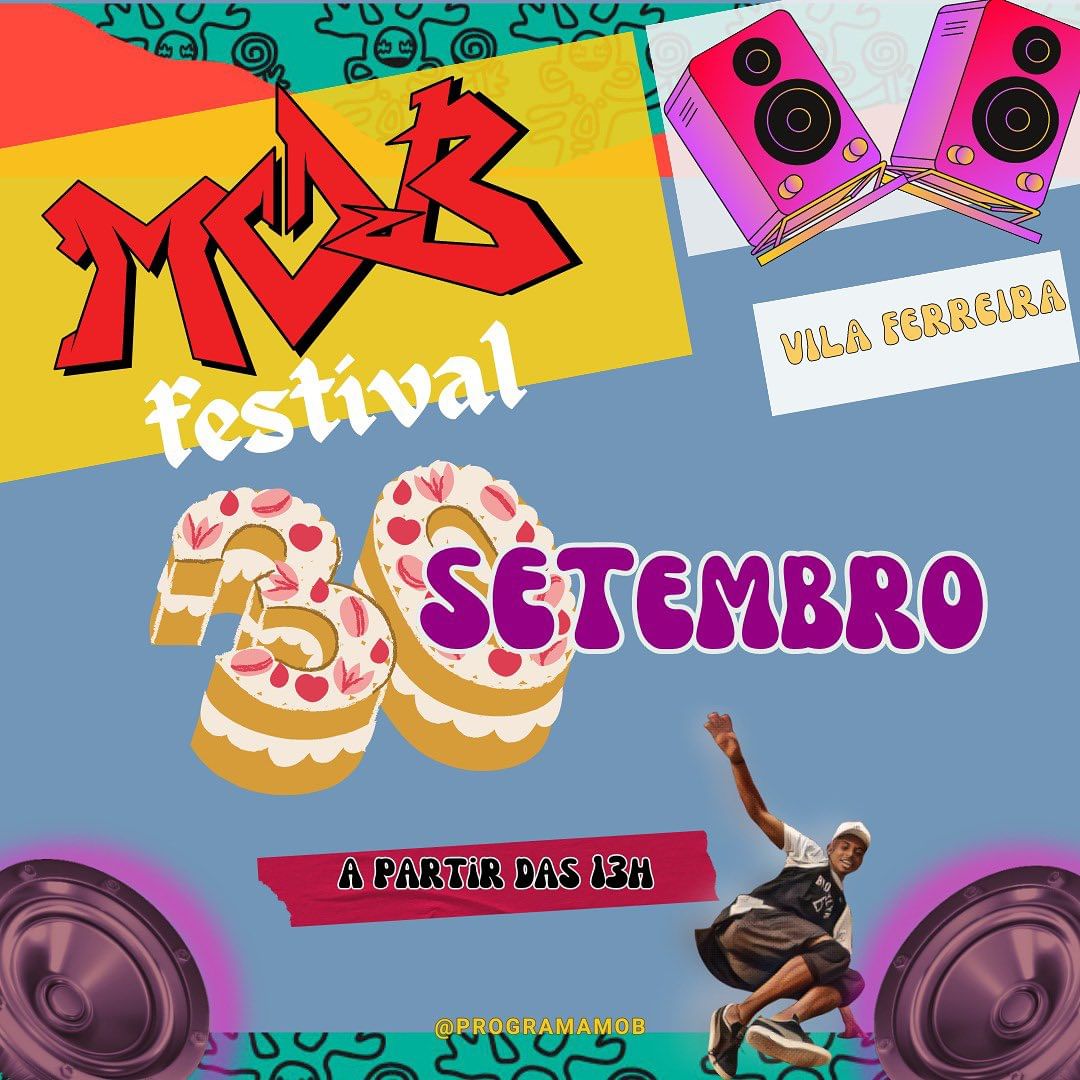 MOB
festival
VILA FERREIRA
30
SETEMBRO
A PARTIR DAS 13H
@PROGRAMAMOB